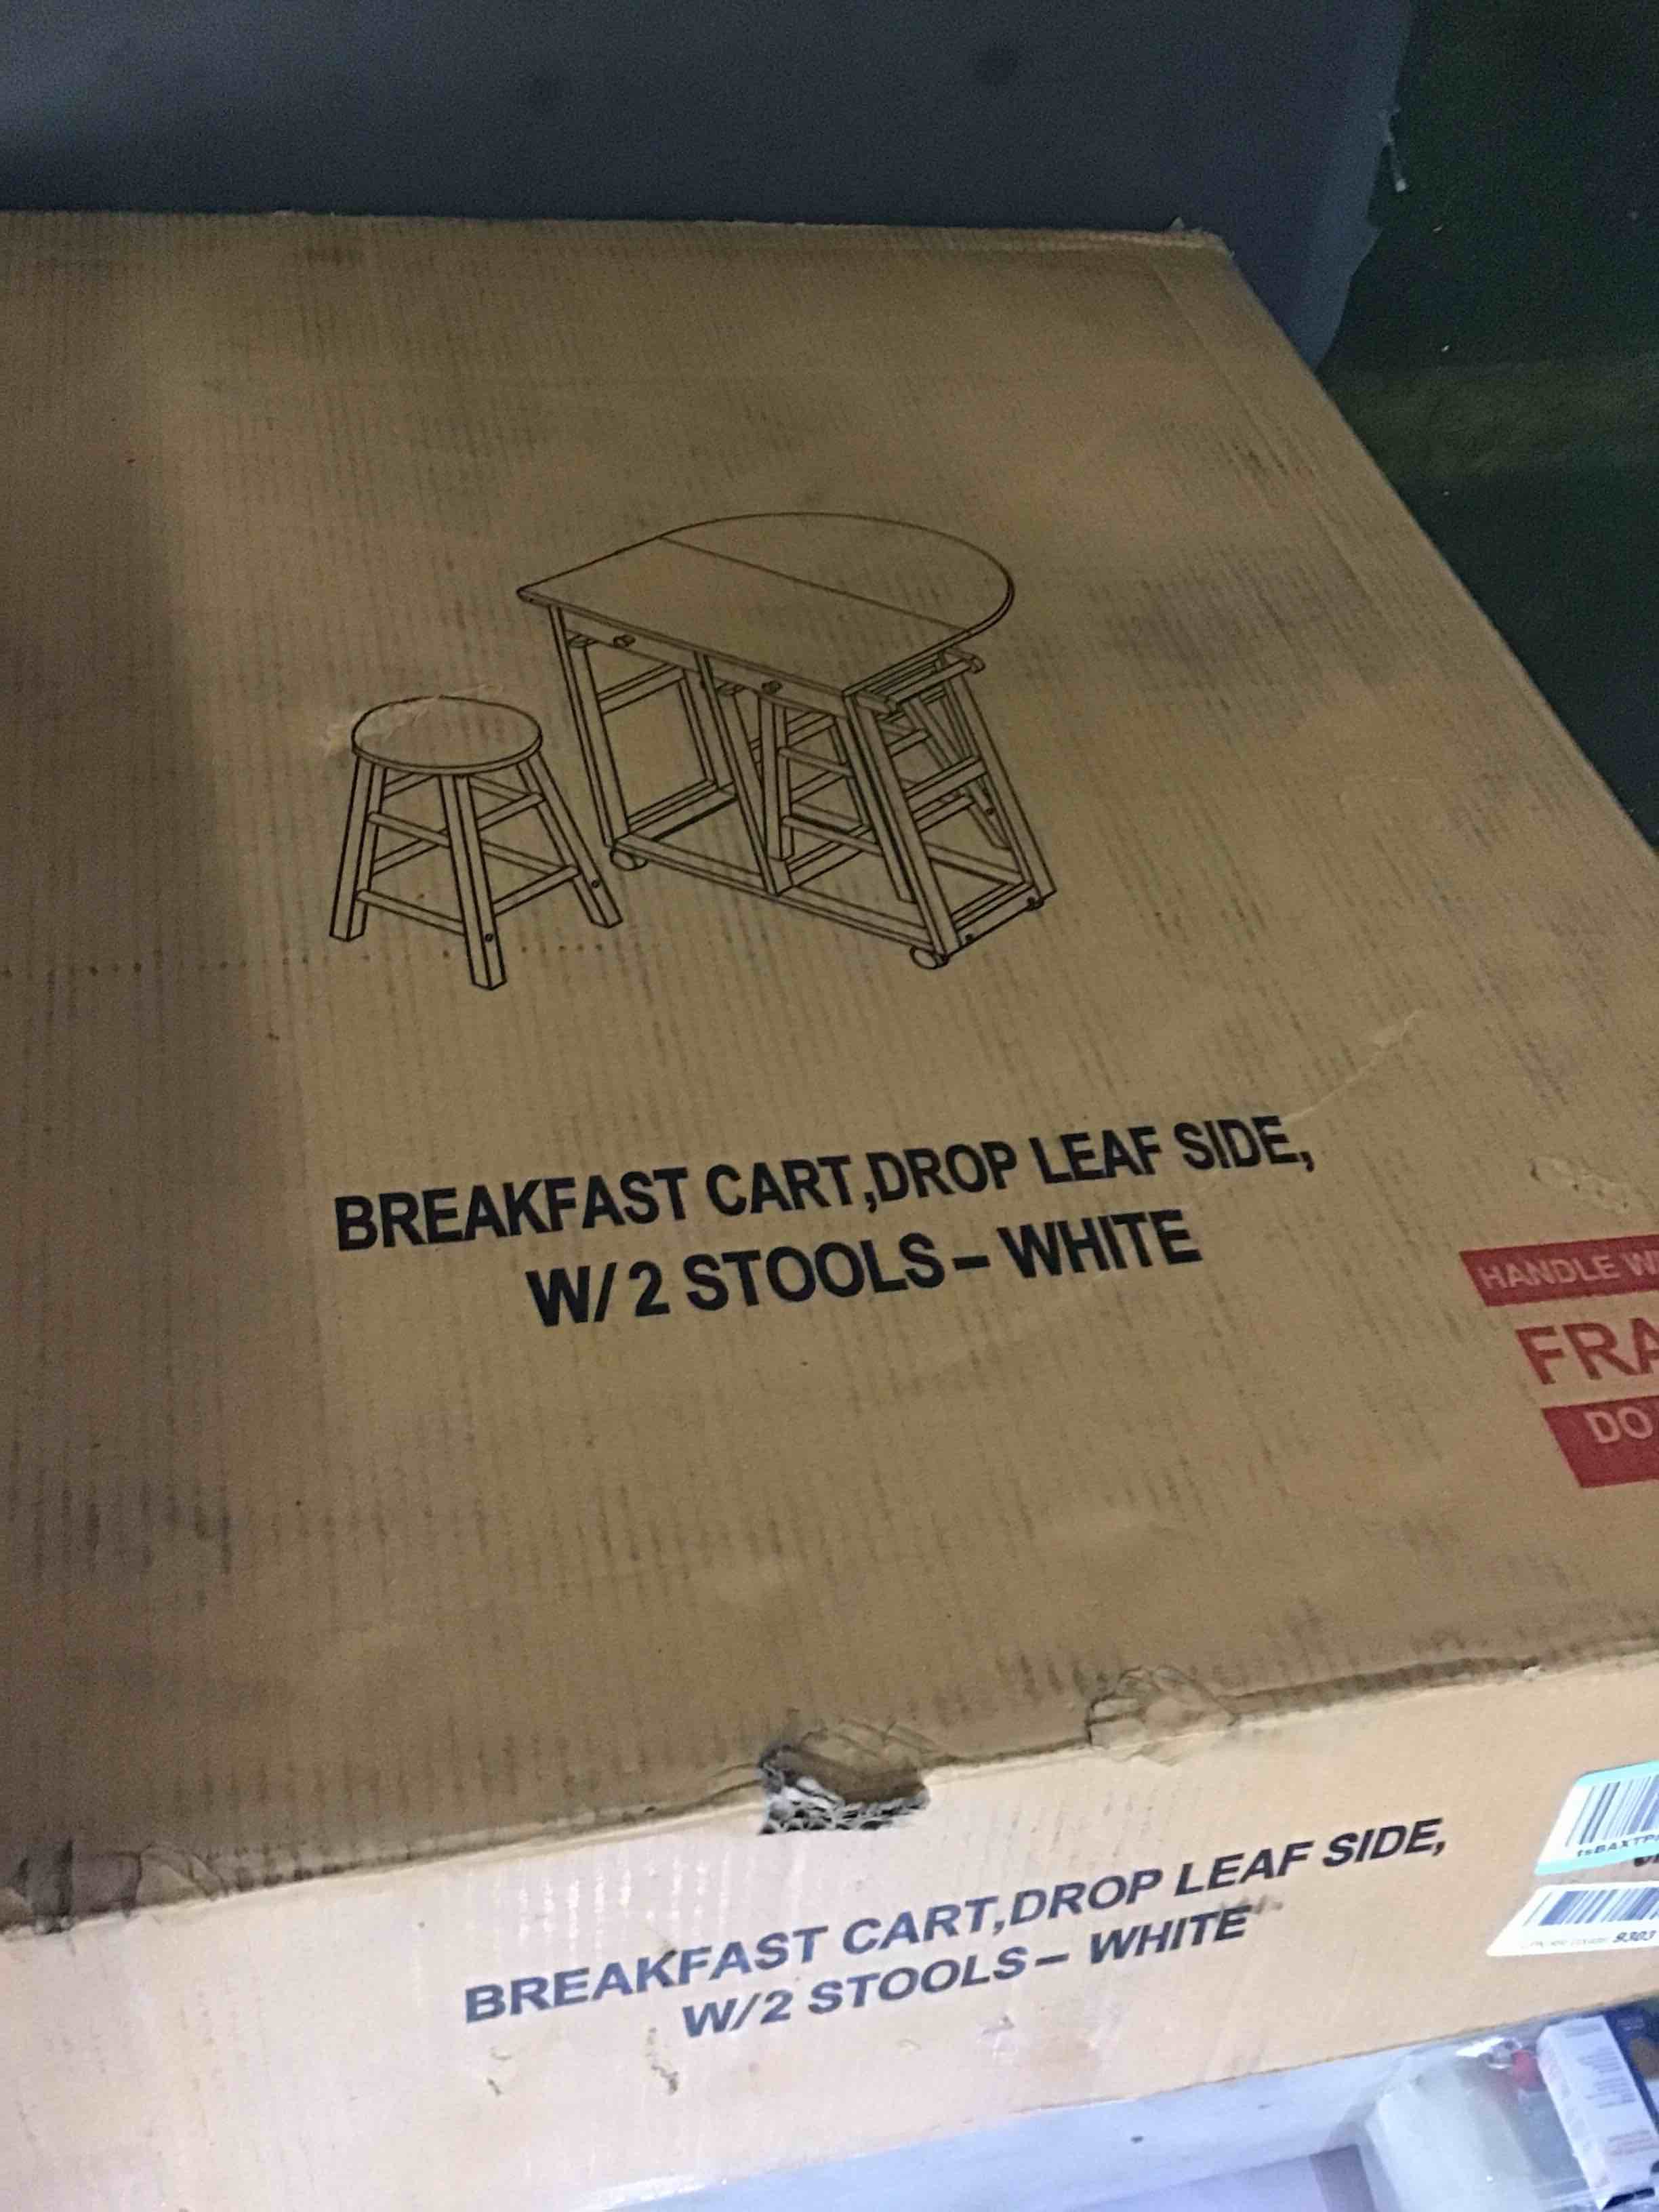 BREAKFAST CART,DROP LEAF SIDE,
W/ 2 STOOLS – WHITE
HANDLE
FRA
DO
BREAKFAST CART,DROP LEAF SIDE,
W/2 STOOLS – WHITE
9303